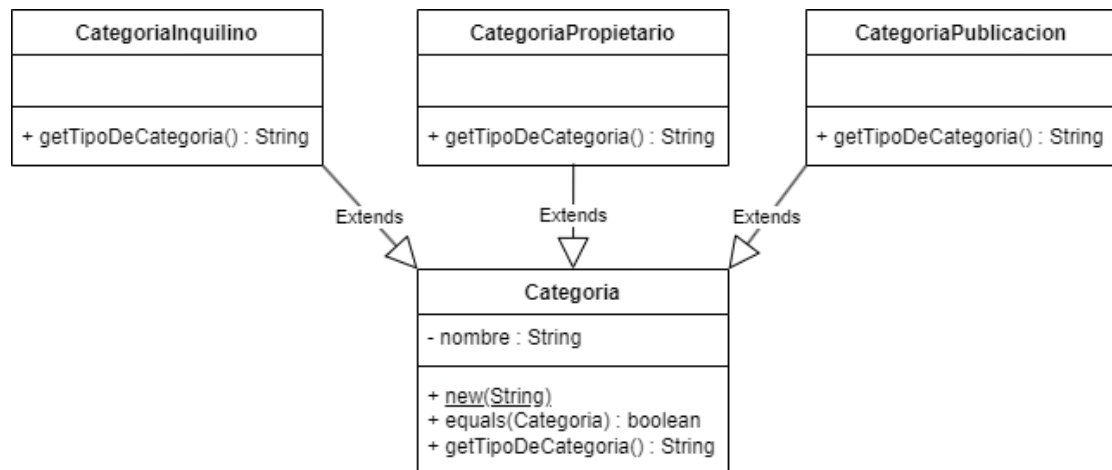 CategoriaInquilino
+ getTipoDeCategoria() : String
CategoriaPropietario
+ getTipoDeCategoria() : String
CategoriaPublicacion
+ getTipoDeCategoria() : String
Extends
Extends
Extends
Categoria
- nombre : String
+ new(String)
+ equals(Categoria) : boolean
+ getTipoDeCategoria() : String